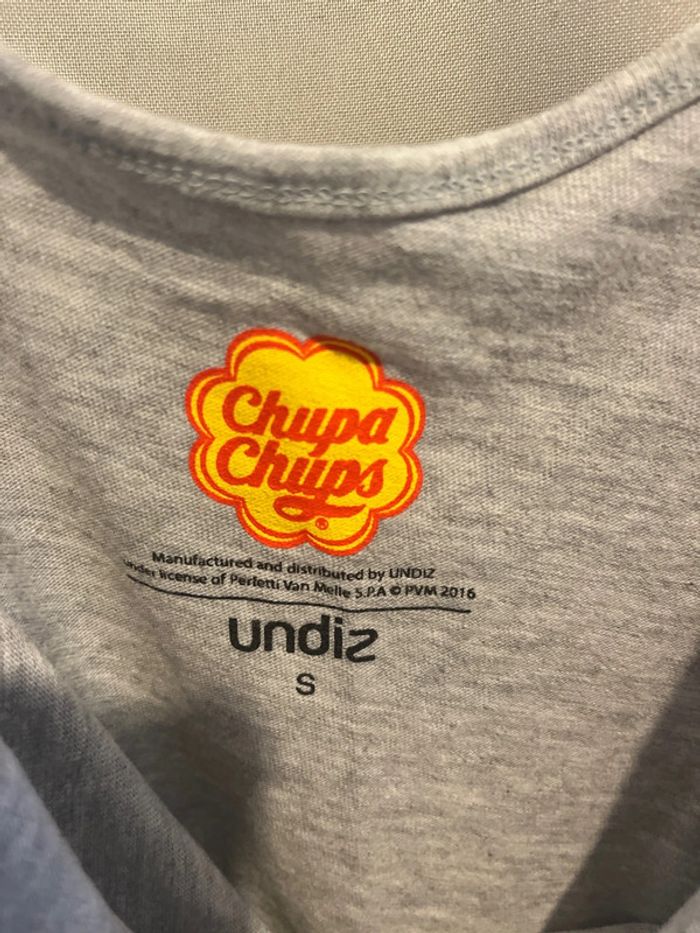 Chupa
Chups
®
Manufactured and distributed by UNDIZ
under license of Perfetti Van Melle S.P.A © PVM 2016
undiz
S